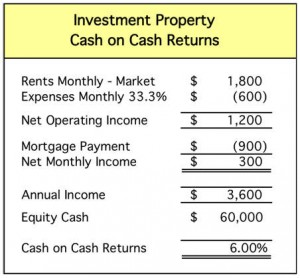 Investment Property
Cash on Cash Returns
Rents Monthly - Market $ 1,800
Expenses Monthly 33.3% $ (600)
Net Operating Income $ 1,200
Mortgage Payment $ (900)
Net Monthly Income $ 300
Annual Income $ 3,600
Equity Cash $ 60,000
Cash on Cash Returns 6.00%